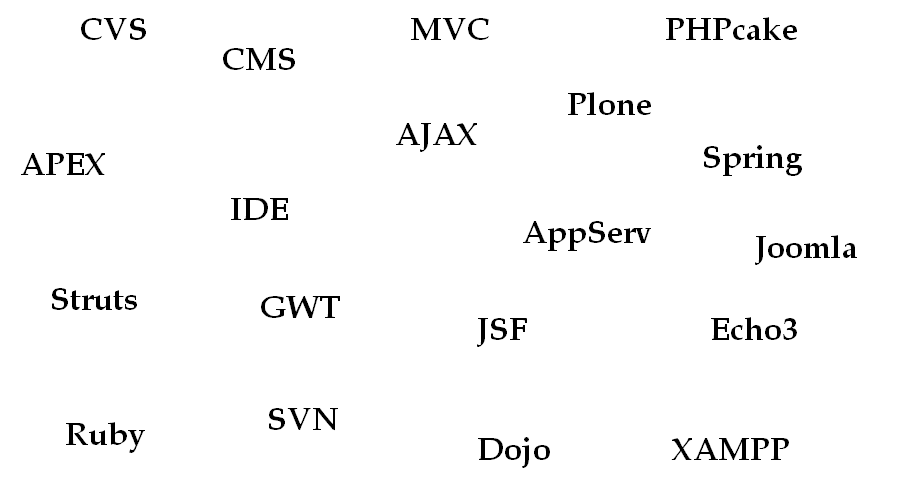 CVS
MVC
PHPcake
CMS
Plone
AJAX
Spring
APEX
IDE
AppServ
Joomla
Struts
GWT
JSF
Echo3
SVN
Ruby
Dojo
XAMPP